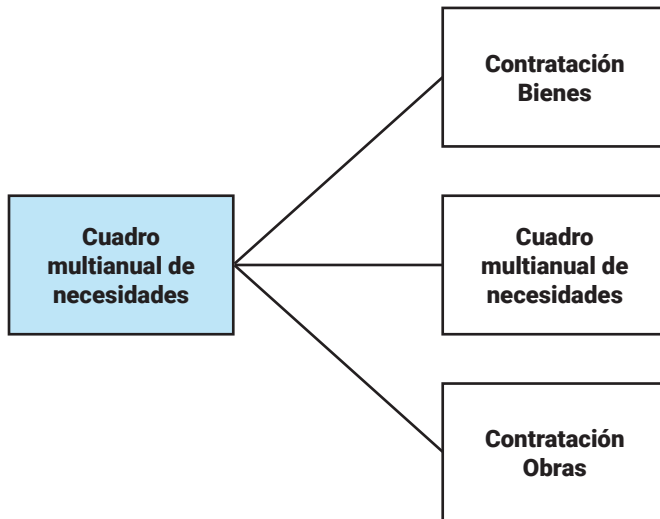 Contratación
Bienes
Cuadro
multianual de
necesidades
Cuadro
multianual de
necesidades
Contratación
Obras